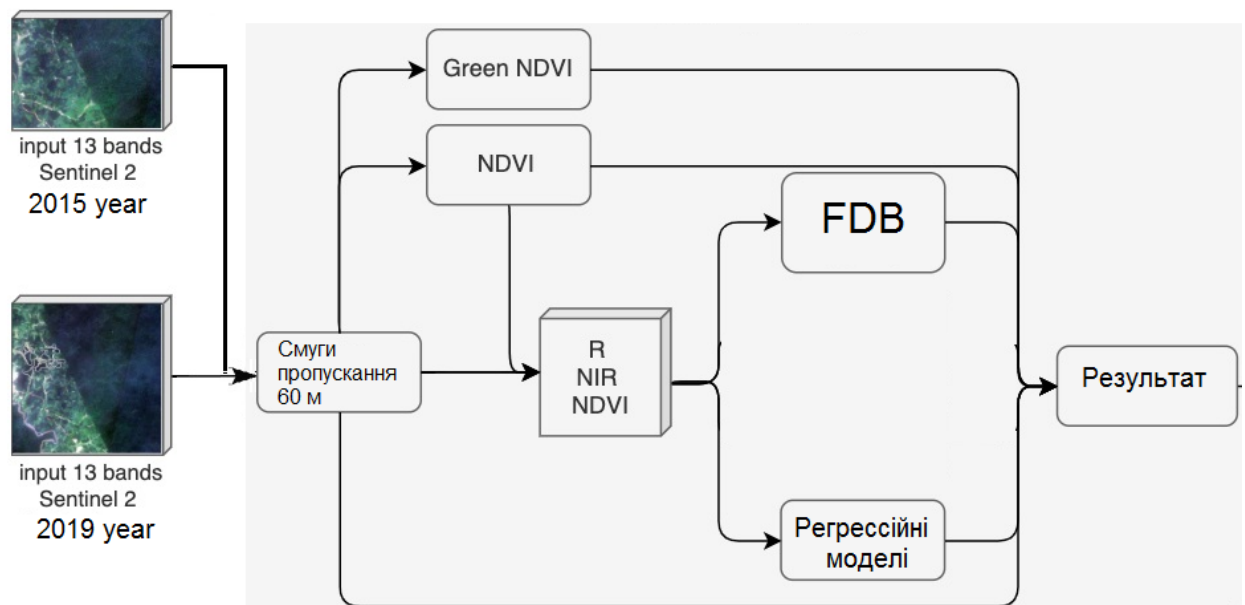 input 13 bands
Sentinel 2
2015 year
input 13 bands
Sentinel 2
2019 year
Смуги
пропускання
60 м
Green NDVI
NDVI
R
NIR
NDVI
FDB
Регрессійні
моделі
Результат